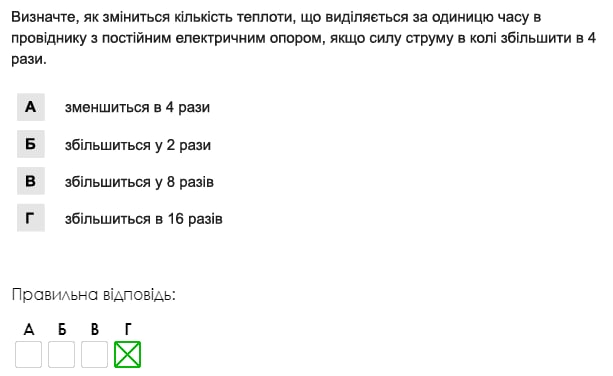 Визначте, як зміниться кількість теплоти, що виділяється за одиницю часу в
провіднику з постійним електричним опором, якщо силу струму в колі збільшити в 4
рази.
А зменшиться в 4 рази
Б збільшиться у 2 рази
В збільшиться у 8 разів
Г збільшиться в 16 разів
Правильна відповідь:
А Б В Г